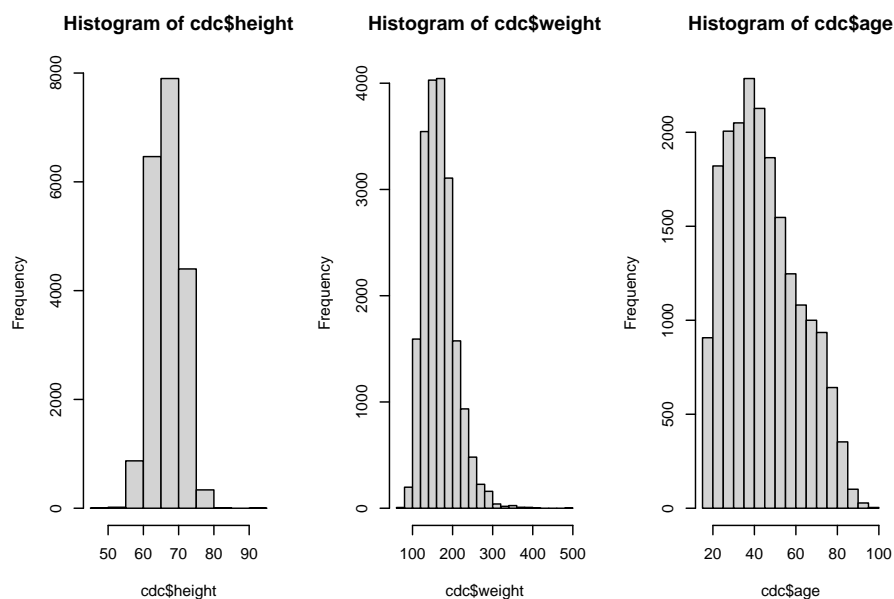 Histogram of cdc$height
Frequency
0
2000
4000
6000
8000
50 60 70 80 90
cdc$height
Histogram of cdc$weight
Frequency
0
1000
2000
3000
4000
100 200 300 400 500
cdc$weight
Histogram of cdc$age
Frequency
0
500
1000
1500
2000
20 40 60 80 100
cdc$age